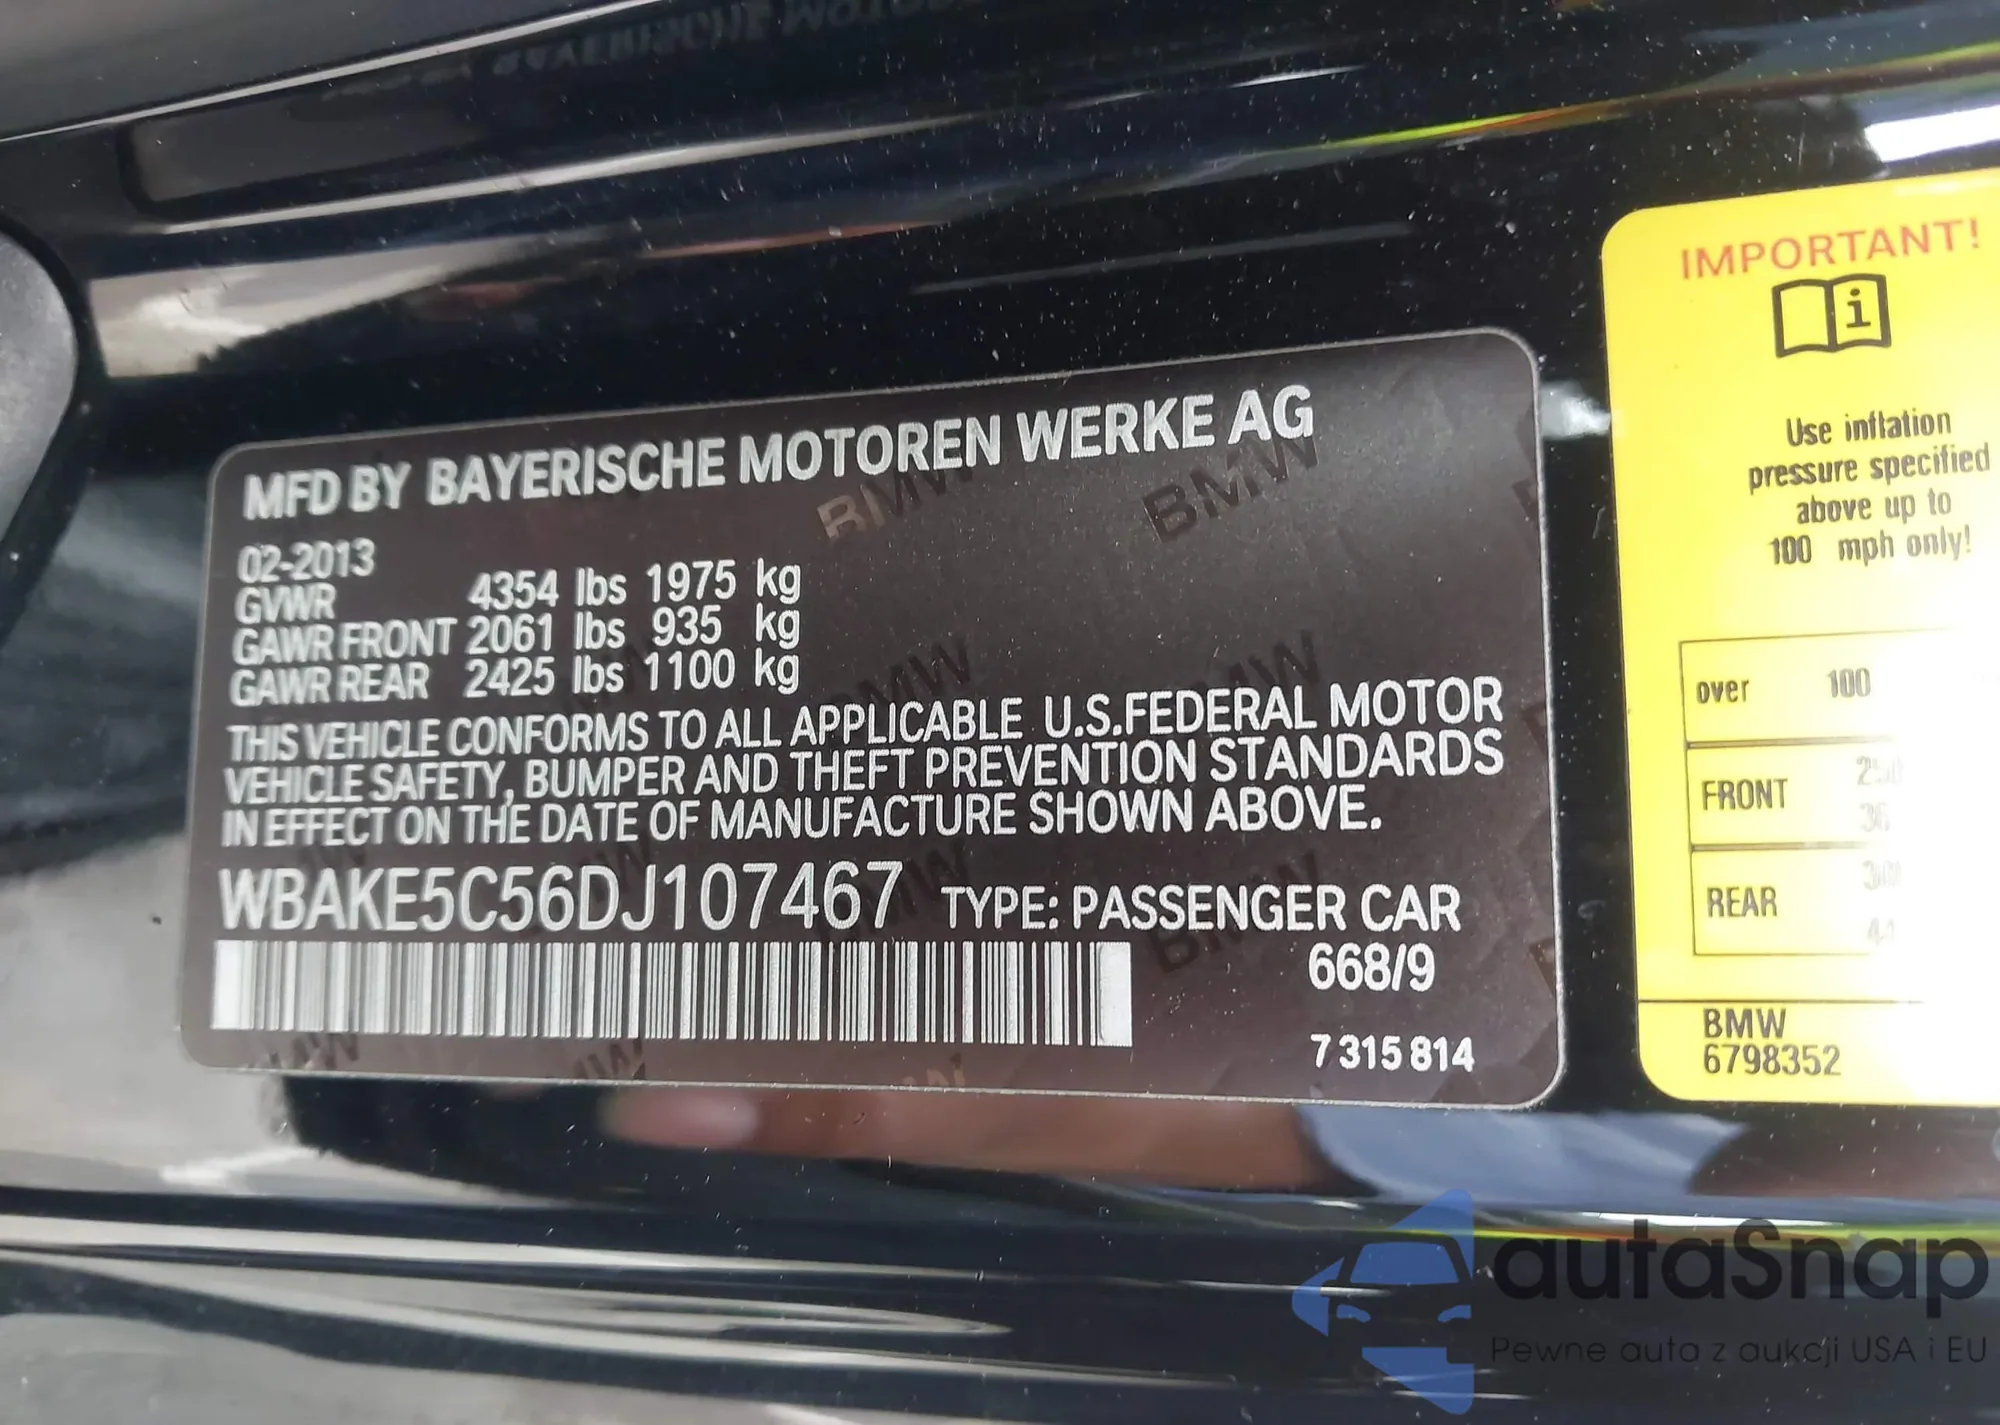 MFD BY BAYERISCHE MOTOREN WERKE AG
02-2013
GVWR 4354 lbs 1975 kg
GAWR FRONT 2061 lbs 935 kg
GAWR REAR 2425 lbs 1100 kg
THIS VEHICLE CONFORMS TO ALL APPLICABLE U.S.FEDERAL MOTOR
VEHICLE SAFETY, BUMPER AND THEFT PREVENTION STANDARDS
IN EFFECT ON THE DATE OF MANUFACTURE SHOWN ABOVE.
WBAKE5C56DJ107467 TYPE: PASSENGER CAR
668/9
7 315 814
IMPORTANT!
i
Use inflation
pressure specified
above up to
100 mph only!
over 100
FRONT
REAR
BMW
6798352
autoSnap
Pewne auta z aukcji USA i EU